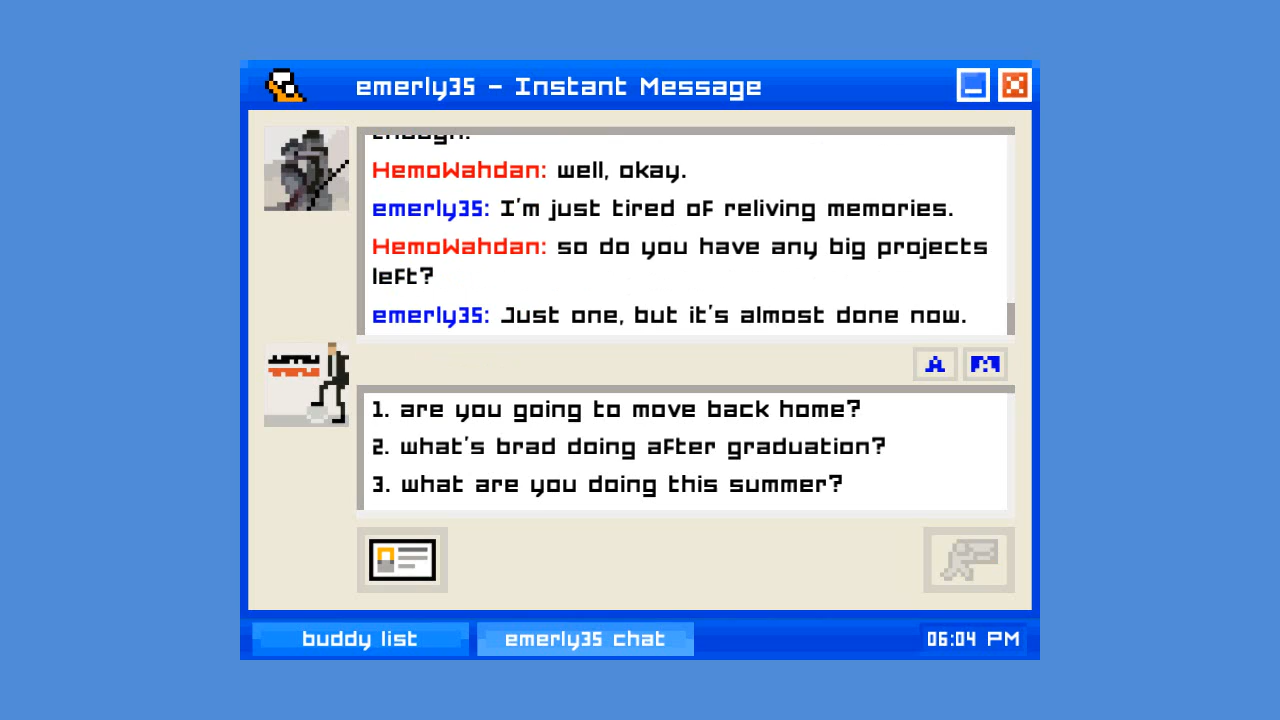 emerly35 - Instant Message
enough.
HemoWahdan: well, okay.
emerly35: I'm just tired of reliving memories.
HemoWahdan: so do you have any big projects
left?
emerly35: Just one, but it's almost done now.
A
A
1. are you going to move back home?
2. what's brad doing after graduation?
3. what are you doing this summer?
buddy list
emerly35 chat
06:04 PM